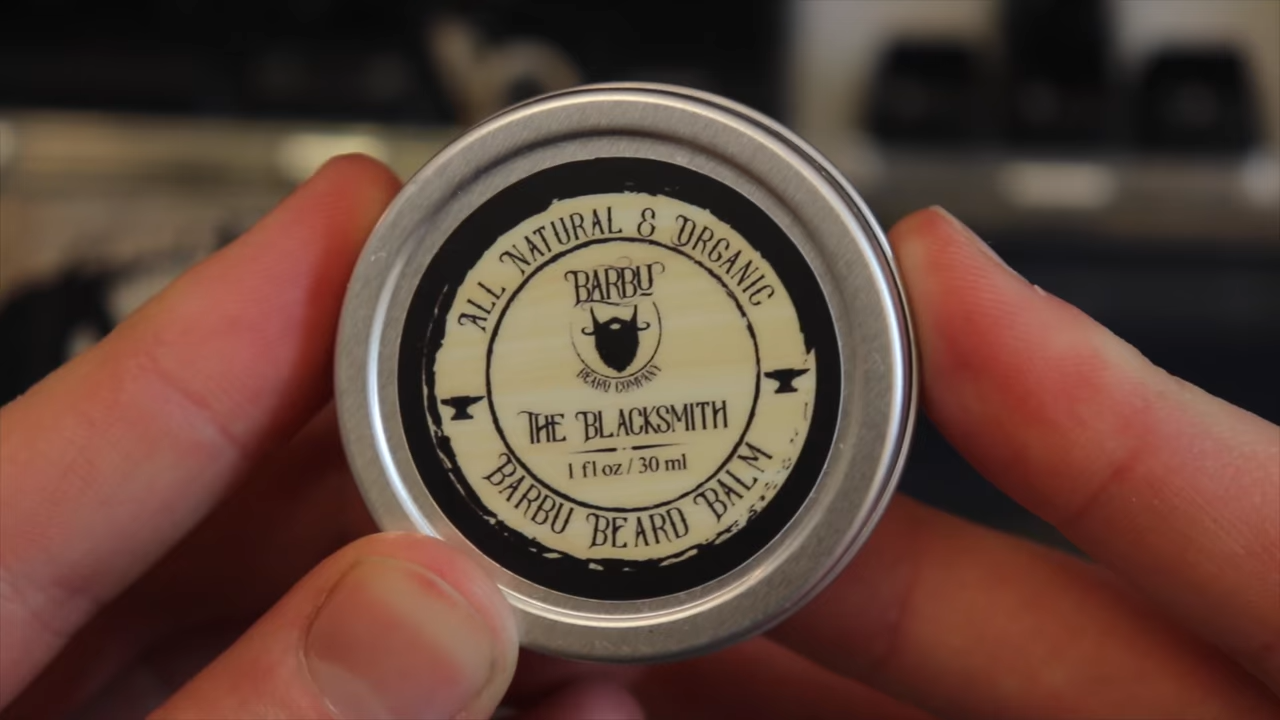 All Natural & Organic
Barbu
Beard Company
The Blacksmith
1 fl oz / 30 ml
Barbu Beard Balm